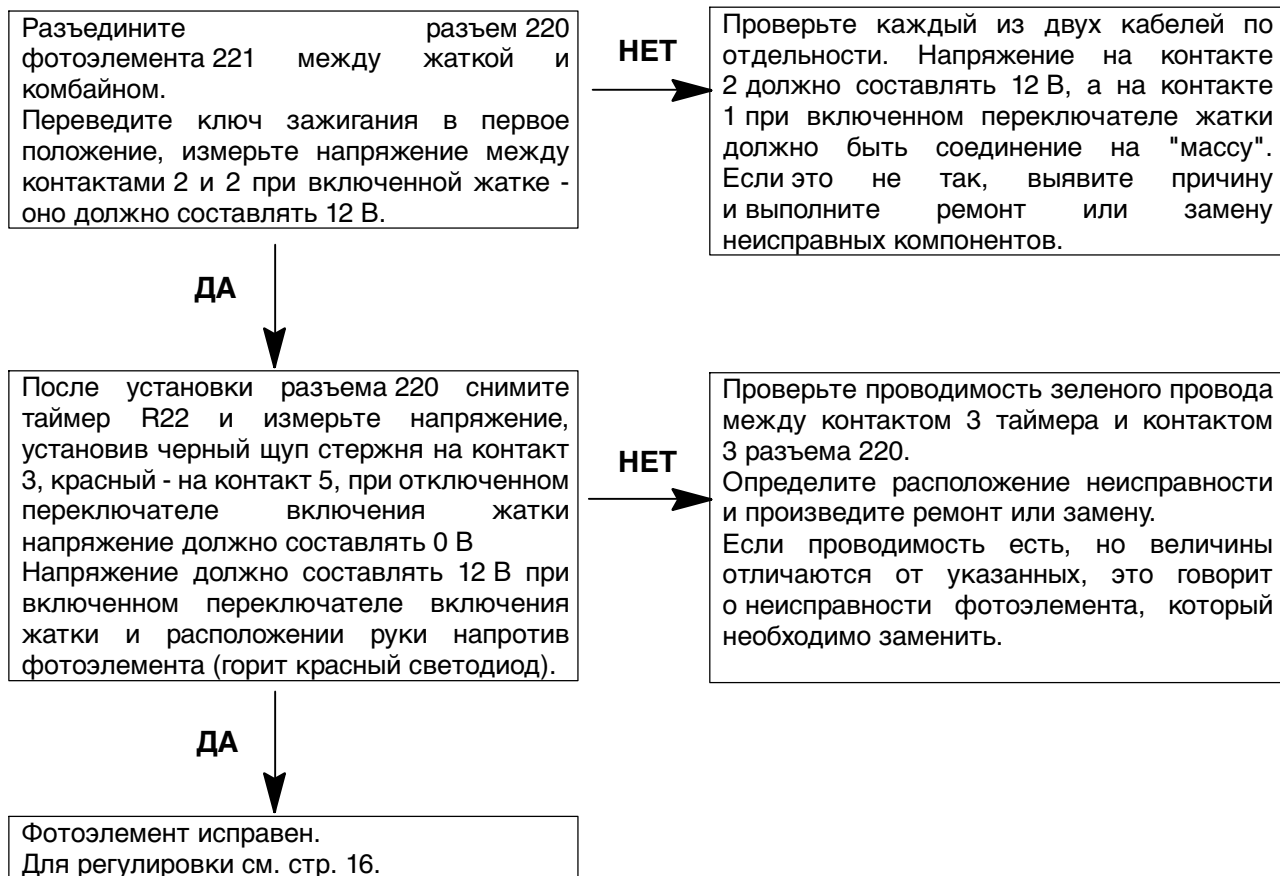 Разъедините разъем 220
фотоэлемента 221 между жаткой и
комбайном.
Переведите ключ зажигания в первое
положение, измерьте напряжение между
контактами 2 и 2 при включенной жатке -
оно должно составлять 12 В.
НЕТ
Проверьте каждый из двух кабелей по
отдельности. Напряжение на контакте
2 должно составлять 12 В, а на контакте
1 при включенном переключателе жатки
должно быть соединение на "массу".
Если это не так, выявите причину
и выполните ремонт или замену
неисправных компонентов.
ДА
После установки разъема 220 снимите
таймер R22 и измерьте напряжение,
установив черный щуп стержня на контакт
3, красный - на контакт 5, при отключенном
переключателе включения жатки
напряжение должно составлять 0 В
Напряжение должно составлять 12 В при
включенном переключателе включения
жатки и расположении руки напротив
фотоэлемента (горит красный светодиод).
НЕТ
Проверьте проводимость зеленого провода
между контактом 3 таймера и контактом
3 разъема 220.
Определите расположение неисправности
и произведите ремонт или замену.
Если проводимость есть, но величины
отличаются от указанных, это говорит
о неисправности фотоэлемента, который
необходимо заменить.
ДА
Фотоэлемент исправен.
Для регулировки см. стр. 16.